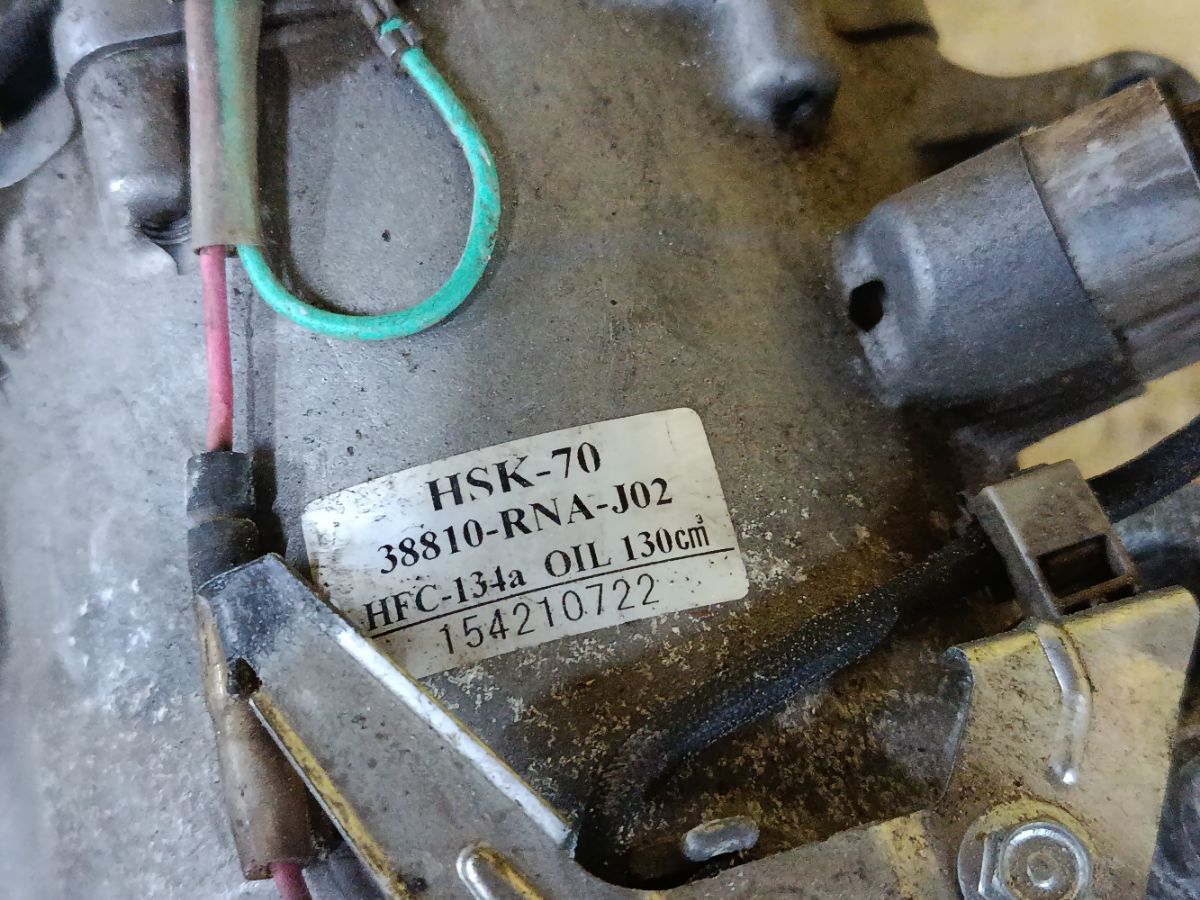 HSK-70
38810-RNA-J02
HFC-134a OIL 130cm³
154210722